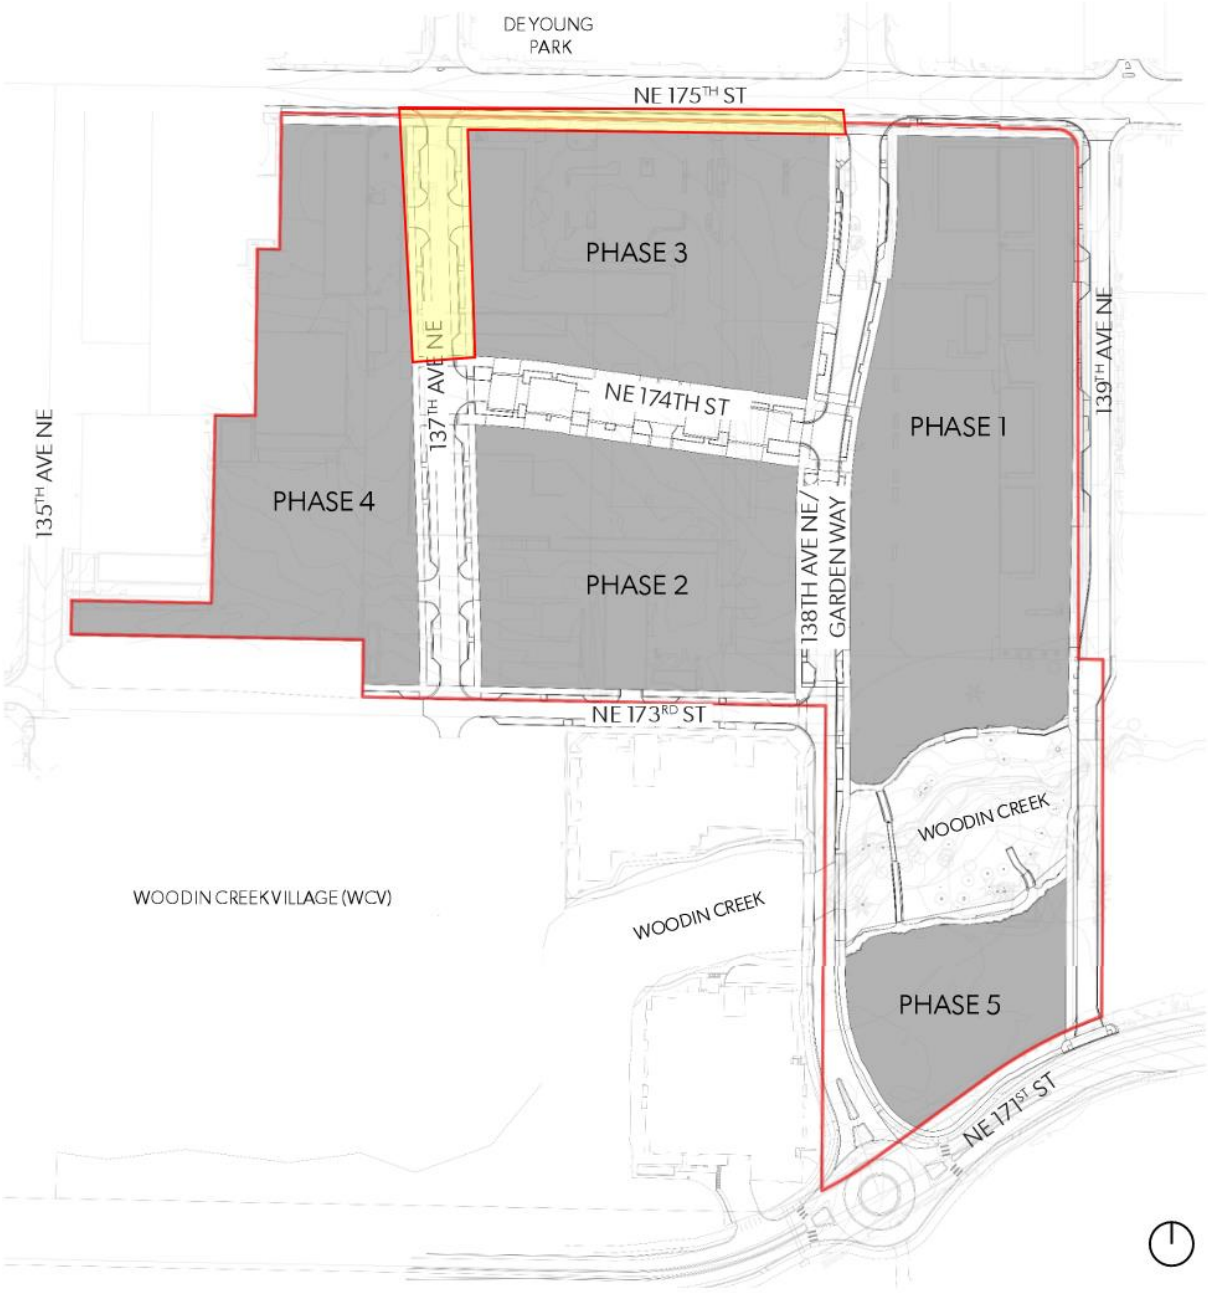 DEYOUNG
PARK
NE 175TH ST
PHASE 3
139TH AVE NE
137TH AVE NE
NE 174TH ST
PHASE 1
135TH AVE NE
PHASE 4
138TH AVE NE/
GARDEN WAY
PHASE 2
NE 173RD ST
WOODIN CREEK
WOODIN CREEK VILLAGE (WCV)
WOODIN CREEK
PHASE 5
NE 171ST ST